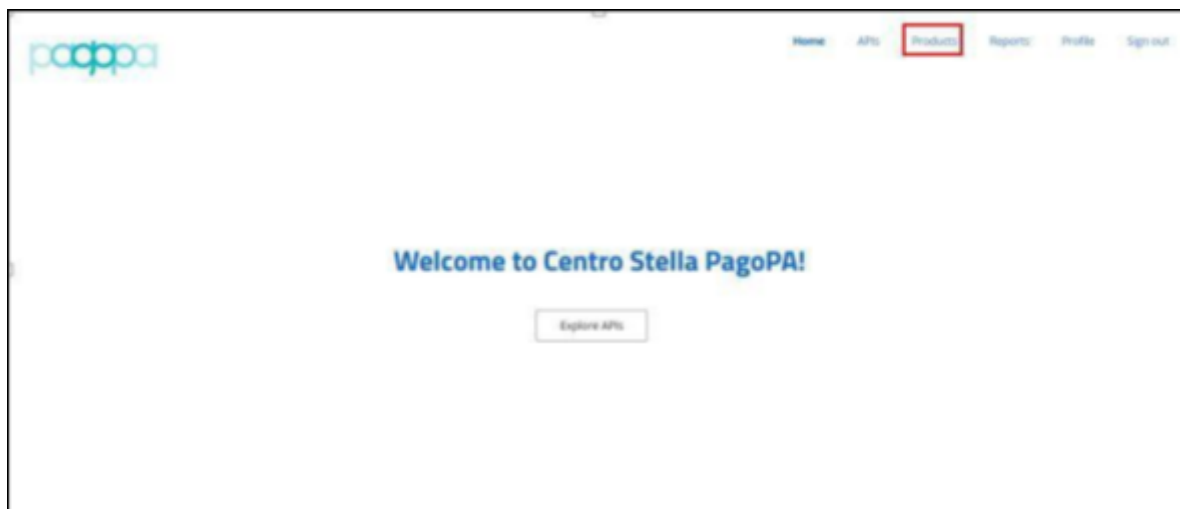 pagopa
Home APIs Products Reports Profile Sign out
Welcome to Centro Stella PagoPA!
Explore APIs